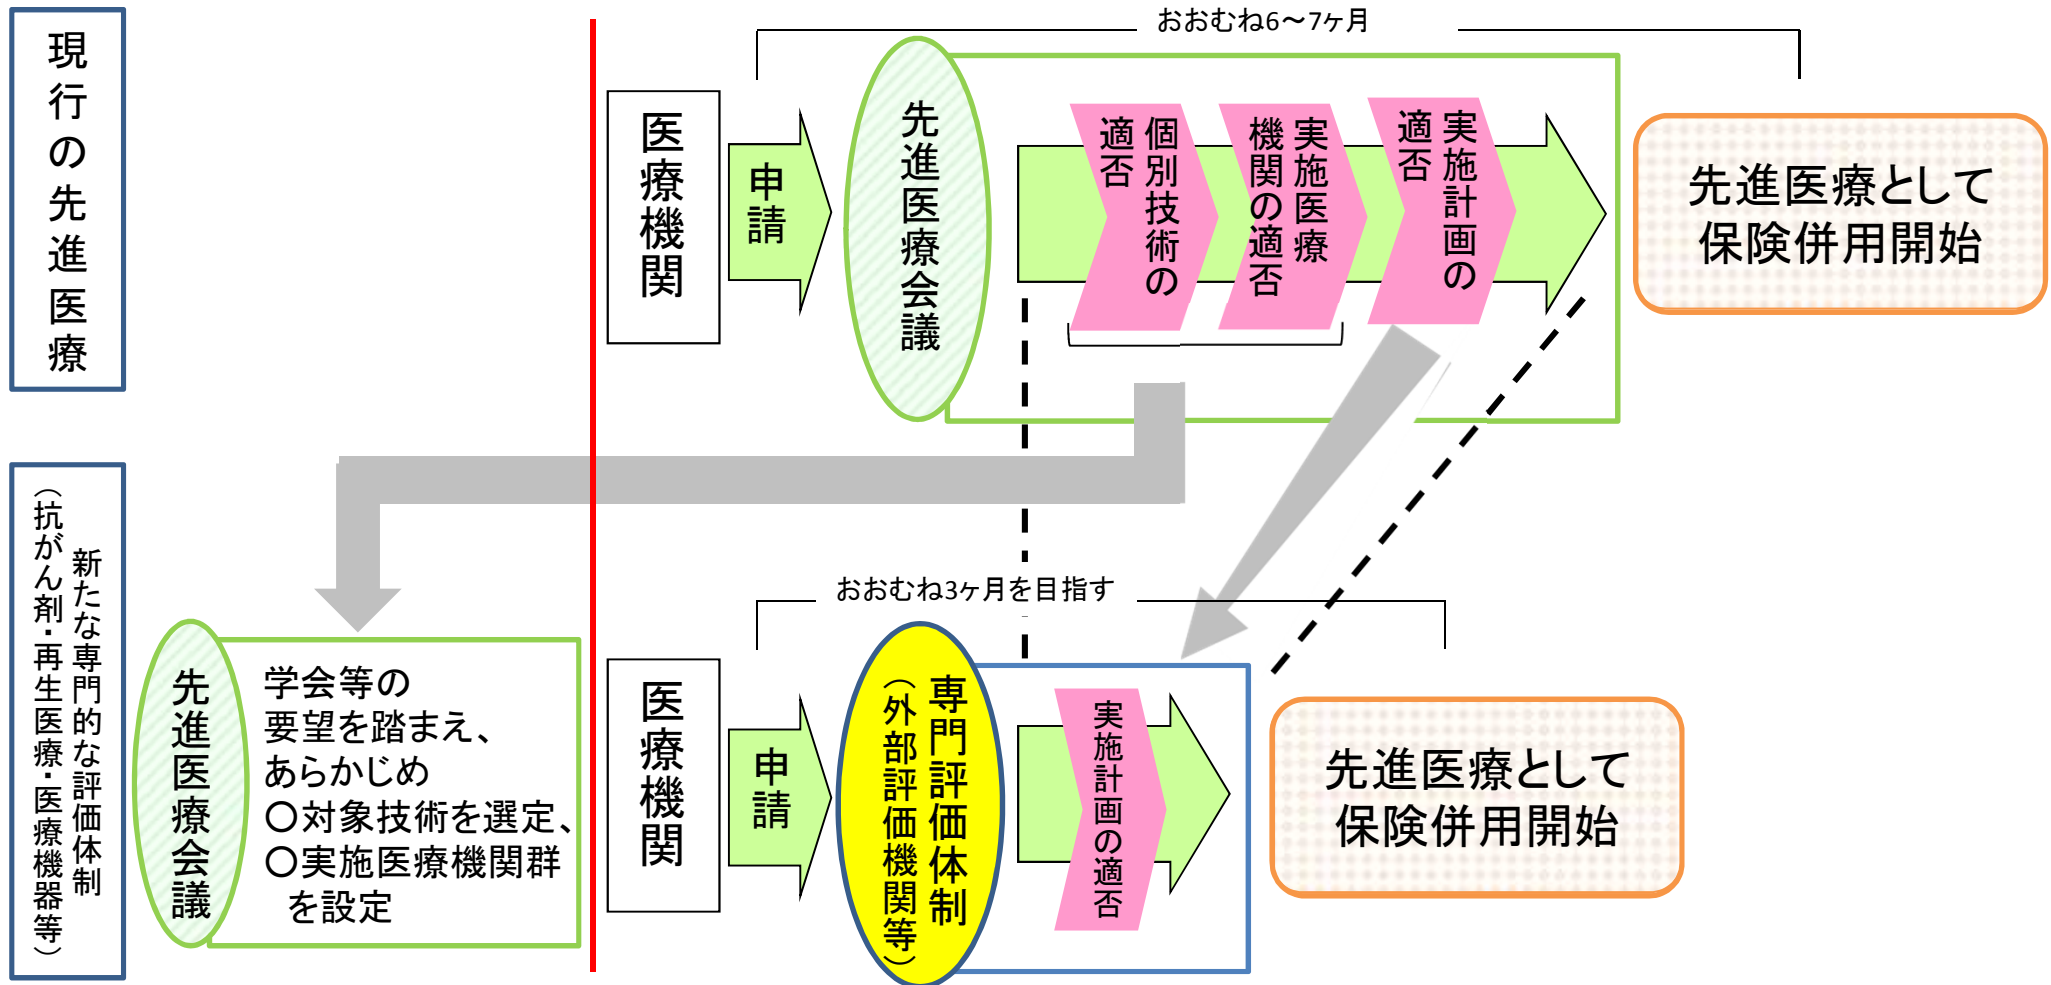 現行の先進医療
おおむね6～7ヶ月
医療機関
申請
先進医療会議
個別技術の
適否
実施医療
機関の適否
実施計画の
適否
先進医療として
保険併用開始
新たな専門的な評価体制
（抗がん剤・再生医療・医療機器等）
先進医療会議
学会等の
要望を踏まえ、
あらかじめ
○対象技術を選定、
○実施医療機関群
を設定
おおむね3ヶ月を目指す
医療機関
申請
専門評価体制
（外部評価機関等）
実施計画の適否
先進医療として
保険併用開始